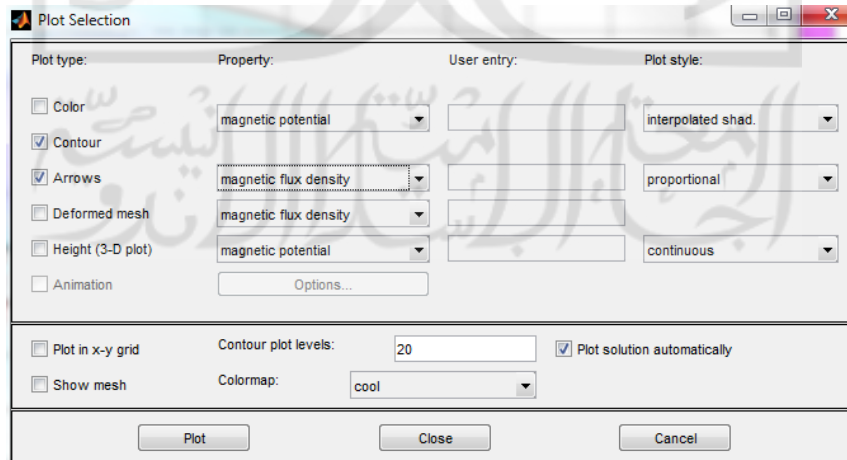 Plot Selection
Plot type: Property: User entry: Plot style:
Color
magnetic potential interpolated shad.
Contour
Arrows magnetic flux density proportional
Deformed mesh magnetic flux density
Height (3-D plot) magnetic potential continuous
Animation Options...
Plot in x-y grid Contour plot levels: 20 Plot solution automatically
Show mesh Colormap: cool
Plot Close Cancel